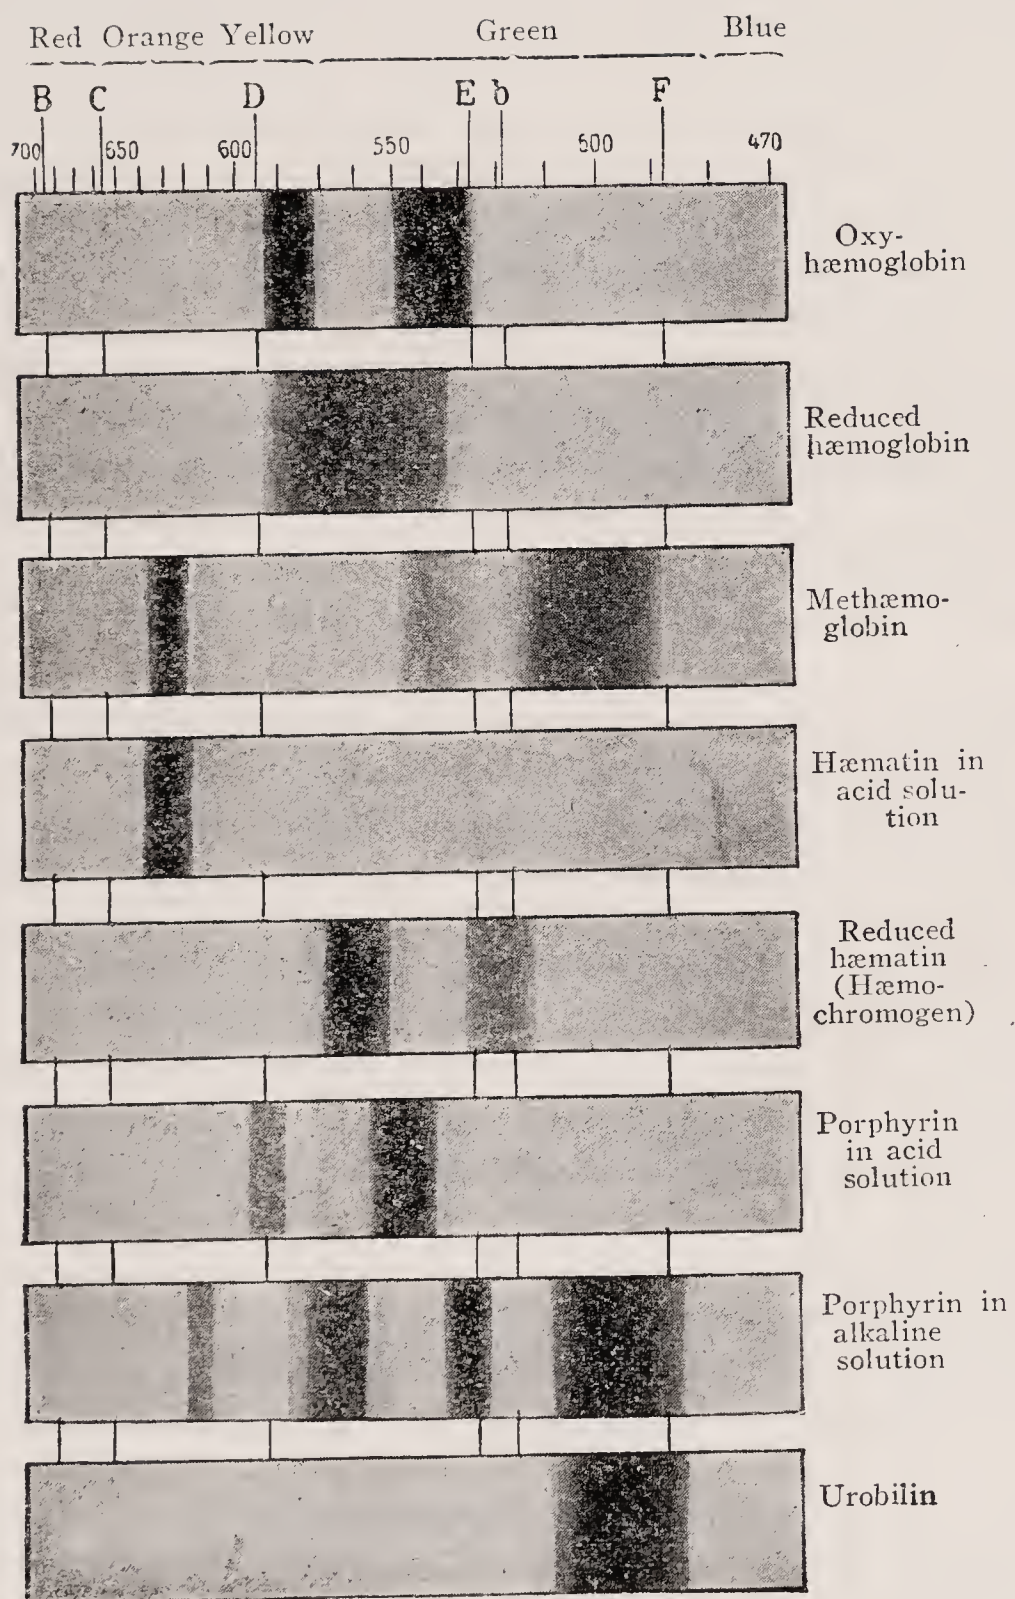 Red Orange Yellow Green Blue
B C D E b F
700 650 600 550 500 470
Oxy-
hæmoglobin
Reduced
hæmoglobin
Methæmo-
globin
Hæmatin in
acid solu-
tion
Reduced
hæmatin
(Hæmo-
chromogen)
Porphyrin
in acid
solution
Porphyrin in
alkaline
solution
Urobilin